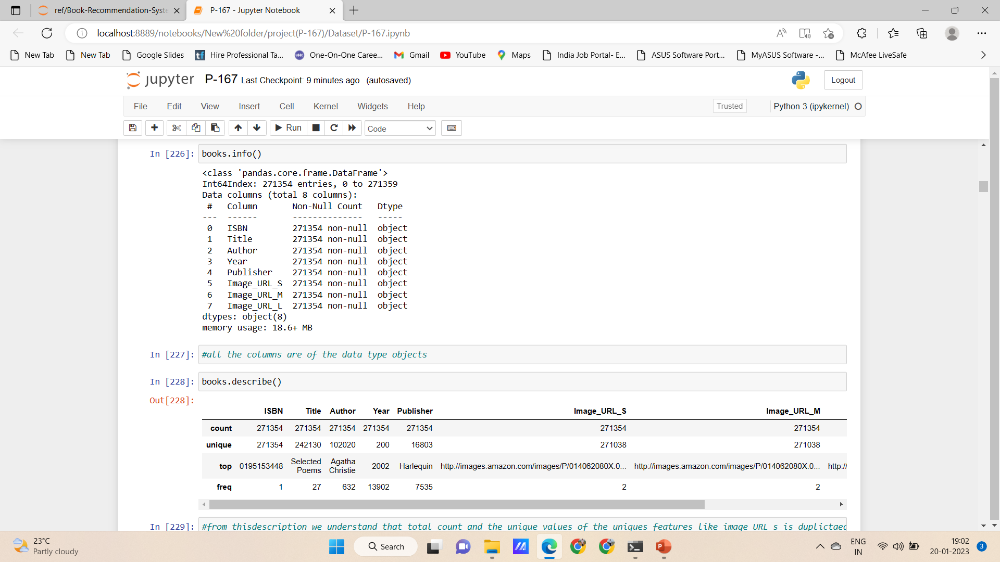 ref/Book-Recommendation-Syste
P-167 - Jupyter Notebook
localhost:8889/notebooks/New%20folder/project(P-167)/Dataset/P-167.ipynb
New Tab New Tab Google Slides Hire Professional Ta... One-On-One Caree... Gmail YouTube Maps India Job Portal- E... ASUS Software Port... MyASUS Software -... McAfee LiveSafe
jupyter P-167 Last Checkpoint: 9 minutes ago (autosaved) Logout
File Edit View Insert Cell Kernel Widgets Help Trusted Python 3 (ipykernel)
Run Code
In [226]: books.info()
<class 'pandas.core.frame.DataFrame'>
Int64Index: 271354 entries, 0 to 271359
Data columns (total 8 columns):
# Column Non-Null Count Dtype
--- ------ -------------- -----
0 ISBN 271354 non-null object
1 Title 271354 non-null object
2 Author 271354 non-null object
3 Year 271354 non-null object
4 Publisher 271354 non-null object
5 Image_URL_S 271354 non-null object
6 Image_URL_M 271354 non-null object
7 Image_URL_L 271354 non-null object
dtypes: object(8)
memory usage: 18.6+ MB
In [227]: #all the columns are of the data type objects
In [228]: books.describe()
Out[228]:
ISBN Title Author Year Publisher Image_URL_S Image_URL_M
count 271354 271354 271354 271354 271354 271354 271354
unique 271354 242130 102020 200 16803 271038 271038
top 0195153448 Selected Poems Agatha Christie 2002 Harlequin http://images.amazon.com/images/P/014062080X.0... http://images.amazon.com/images/P/014062080X.0... http://
freq 1 27 632 13902 7535 2 2
In [229]: #from thisdescription we understand that total count and the unique values of the uniques features like image URL s is duplictaed
23°C
Partly cloudy
Search
ENG
IN
19:02
20-01-2023
3